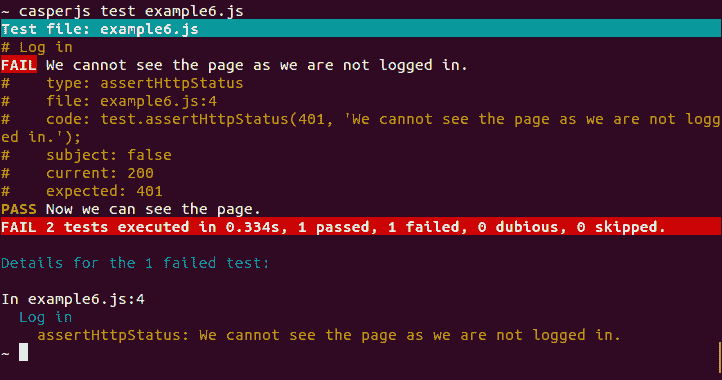 ~ casperjs test example6.js
Test file: example6.js
# Log in
FAIL We cannot see the page as we are not logged in.
#    type: assertHttpStatus
#    file: example6.js:4
#    code: test.assertHttpStatus(401, 'We cannot see the page as we are not logg
ed in.');
#    subject: false
#    current: 200
#    expected: 401
PASS Now we can see the page.
FAIL 2 tests executed in 0.334s, 1 passed, 1 failed, 0 dubious, 0 skipped.
Details for the 1 failed test:
In example6.js:4
Log in
assertHttpStatus: We cannot see the page as we are not logged in.
~